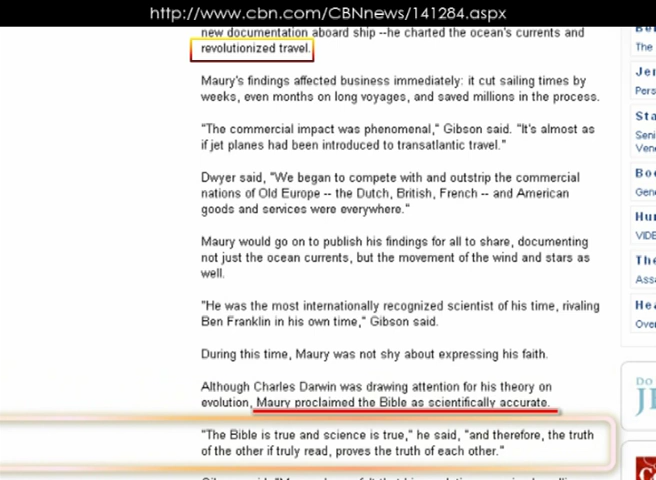 http://www.cbn.com/CBNnews/141284.aspx
new documentation aboard ship --he charted the ocean's currents and
revolutionized travel.
Maury's findings affected business immediately: it cut sailing times by
weeks, even months on long voyages, and saved millions in the process.
"The commercial impact was phenomenal," Gibson said. "It's almost as
if jet planes had been introduced to transatlantic travel."
Dwyer said, "We began to compete with and outstrip the commercial
nations of Old Europe -- the Dutch, British, French -- and American
goods and services were everywhere."
Maury would go on to publish his findings for all to share, documenting
not just the ocean currents, but the movement of the wind and stars as
well.
"He was the most internationally recognized scientist of his time, rivaling
Ben Franklin in his own time," Gibson said.
During this time, Maury was not shy about expressing his faith.
Although Charles Darwin was drawing attention for his theory on
evolution, Maury proclaimed the Bible as scientifically accurate.
"The Bible is true and science is true," he said, "and therefore, the truth
of the other if truly read, proves the truth of each other."
The
Jer
Pers
Sta
Seni
Vene
Boo
Gene
Hur
VIDE
The
Assa
Hea
Over
DO
JE